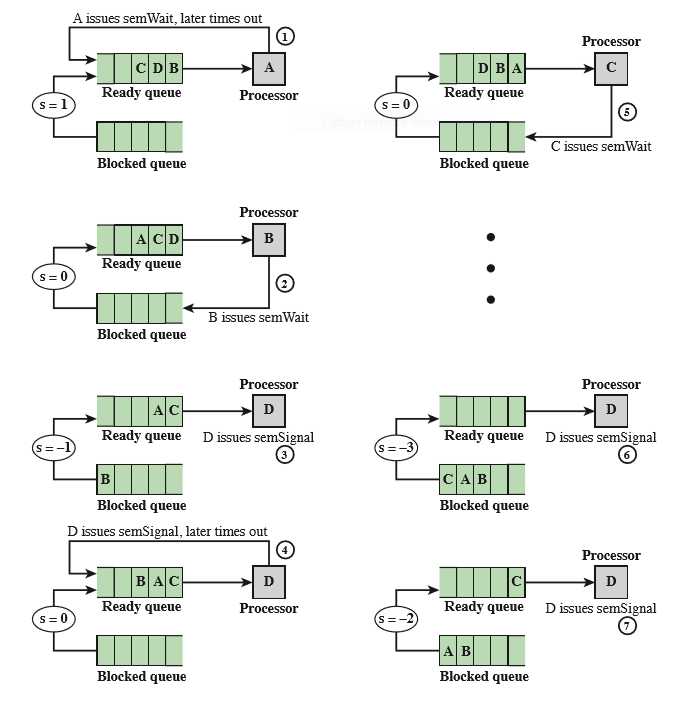 A issues semWait, later times out
1
C D B
A
Ready queue
Processor
s = 1
Blocked queue
Processor
D B A
C
Ready queue
s = 0
5
C issues semWait
Blocked queue
Processor
A C D
B
Ready queue
s = 0
2
B issues semWait
Blocked queue
Processor
A C
D
Ready queue
D issues semSignal
s = –1
3
B
Blocked queue
Processor
D
Ready queue
D issues semSignal
s = –3
6
C A B
Blocked queue
D issues semSignal, later times out
4
B A C
D
Ready queue
Processor
s = 0
Blocked queue
Processor
C
D
Ready queue
D issues semSignal
s = –2
7
A B
Blocked queue